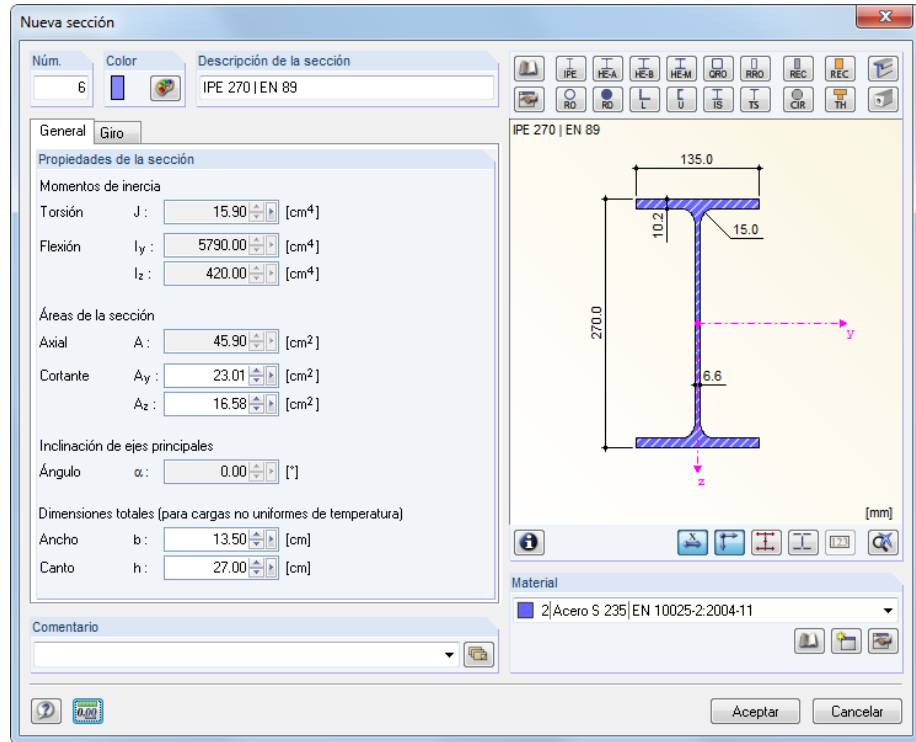 Nueva sección
Núm.
Color
Descripción de la sección
6
IPE 270 | EN 89
General
Giro
Propiedades de la sección
Momentos de inercia
Torsión J : 15.90 [cm4]
Flexión Iy : 5790.00 [cm4]
Iz : 420.00 [cm4]
Áreas de la sección
Axial A : 45.90 [cm2]
Cortante Ay : 23.01 [cm2]
Az : 16.58 [cm2]
Inclinación de ejes principales
Ángulo α : 0.00 [°]
Dimensiones totales (para cargas no uniformes de temperatura)
Ancho b : 13.50 [cm]
Canto h : 27.00 [cm]
Comentario
IPE HE-A HE-B HE-M QRO RRO REC REC
RO RD L U IS TS CIR TH
IPE 270 | EN 89
135.0
10.2
15.0
270.0
y
6.6
z
[mm]
X
123
Material
2 | Acero S 235 | EN 10025-2:2004-11
0.00
Aceptar
Cancelar